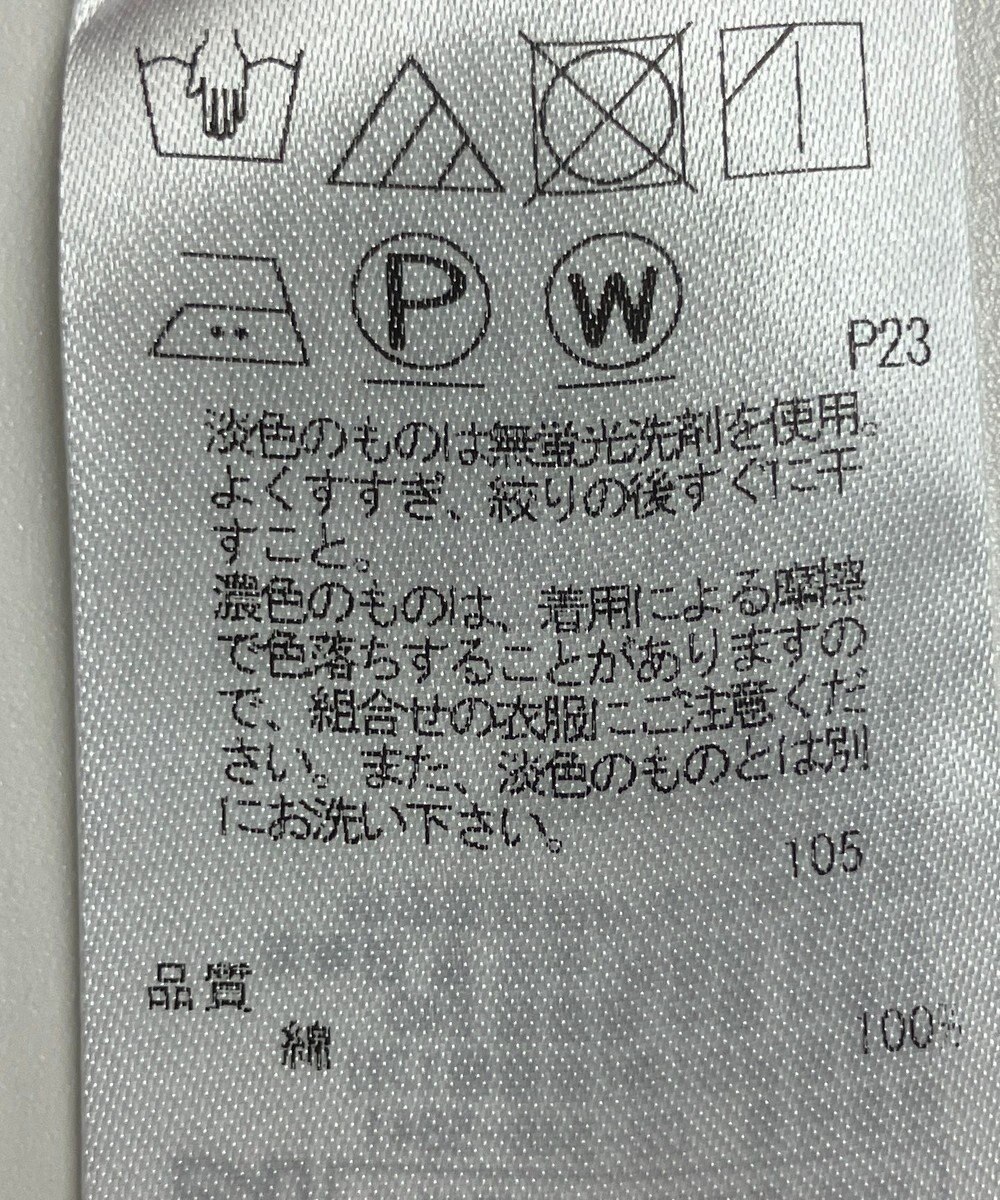 P
W
P23
淡色のものは無蛍光洗剤を使用。
よくすすぎ、絞りの後すぐに干
すこと。
濃色のものは、着用による摩擦
で色落ちすることがありますの
で、組合せの衣服にご注意くだ
さい。また、淡色のものとは別
にお洗い下さい。
105
品質
綿 100%